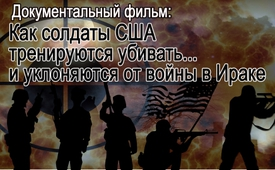 Документальный фильм:
Как солдаты США
тренируются убивать...
и уклоняются от войны в Ираке